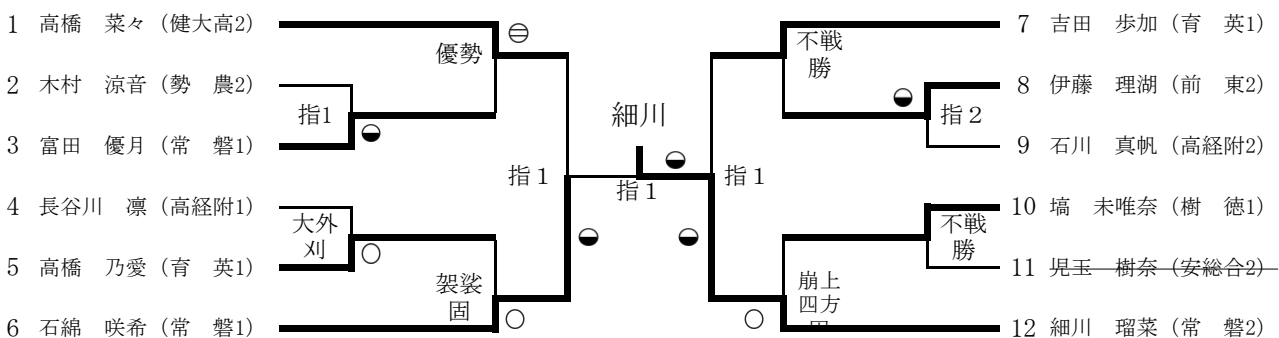 1 高橋 菜々 (健大高2)
2 木村 涼音 (勢 農2)
3 富田 優月 (常 磐1)
4 長谷川 凛 (高経附1)
5 高橋 乃愛 (育 英1)
6 石綿 咲希 (常 磐1)
優勢
指1
大外
刈
袈裟
固
指１
細川
指１
指１
不戦
勝
指２
不戦
勝
崩上
四方
7 吉田 歩加 (育 英1)
8 伊藤 理湖 (前 東2)
9 石川 真帆 (高経附2)
10 塙 未唯奈 (樹 徳1)
11 児玉 樹奈 (安総合2)
12 細川 瑠菜 (常 磐2)